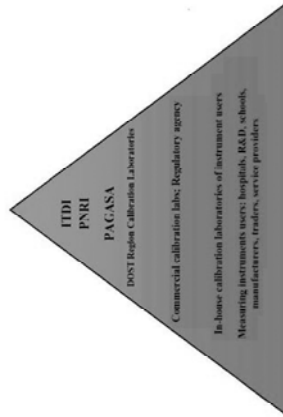 ITDI
PNRI
PAGASA
DOST Region Calibration Laboratories
Commercial calibration labs; Regulatory agency
In-house calibration laboratories of instrument users
Measuring instruments users: hospitals, R&D, schools,
manufacturers, traders, service providers